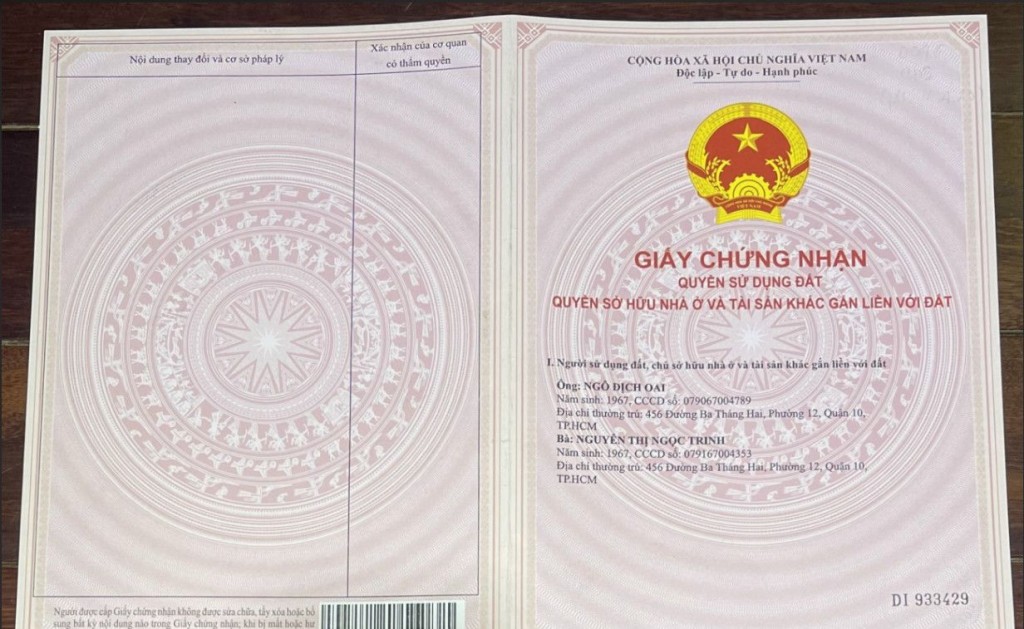 Nội dung thay đổi và cơ sở pháp lý
Xác nhận của cơ quan
có thẩm quyền
Người được cấp Giấy chứng nhận không được sửa chữa, tẩy xóa hoặc bổ
sung bất kỳ nội dung nào trong Giấy chứng nhận; khi bị mất hoặc hư
CỘNG HÒA XÃ HỘI CHỦ NGHĨA VIỆT NAM
Độc lập - Tự do - Hạnh phúc
GIẤY CHỨNG NHẬN
QUYỀN SỬ DỤNG ĐẤT
QUYỀN SỞ HỮU NHÀ Ở VÀ TÀI SẢN KHÁC GẮN LIỀN VỚI ĐẤT
I. Người sử dụng đất, chủ sở hữu nhà ở và tài sản khác gắn liền với đất
Ông: NGÔ DỊCH OAI
Năm sinh: 1967, CCCD số: 079067004789
Địa chỉ thường trú: 456 Đường Ba Tháng Hai, Phường 12, Quận 10,
TP.HCM
Bà: NGUYỄN THỊ NGỌC TRINH
Năm sinh: 1967, CCCD số: 079167004353
Địa chỉ thường trú: 456 Đường Ba Tháng Hai, Phường 12, Quận 10,
TP.HCM
DI 933429